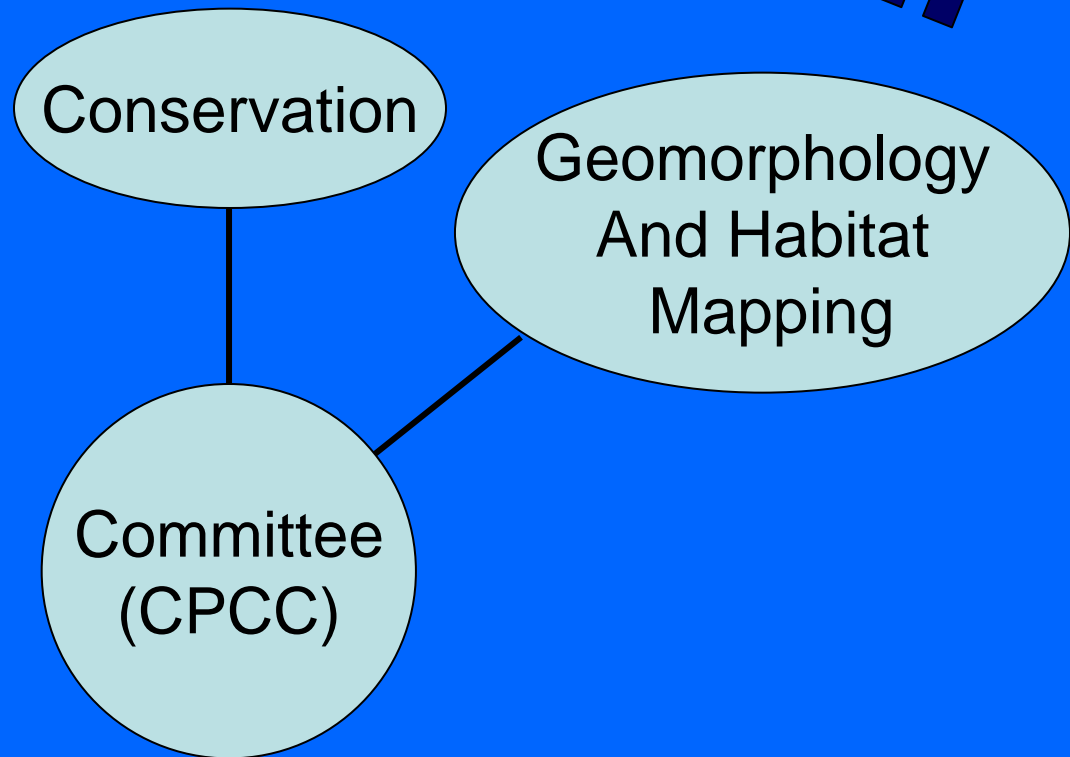 Conservation
Geomorphology
And Habitat
Mapping
Committee
(CPCC)